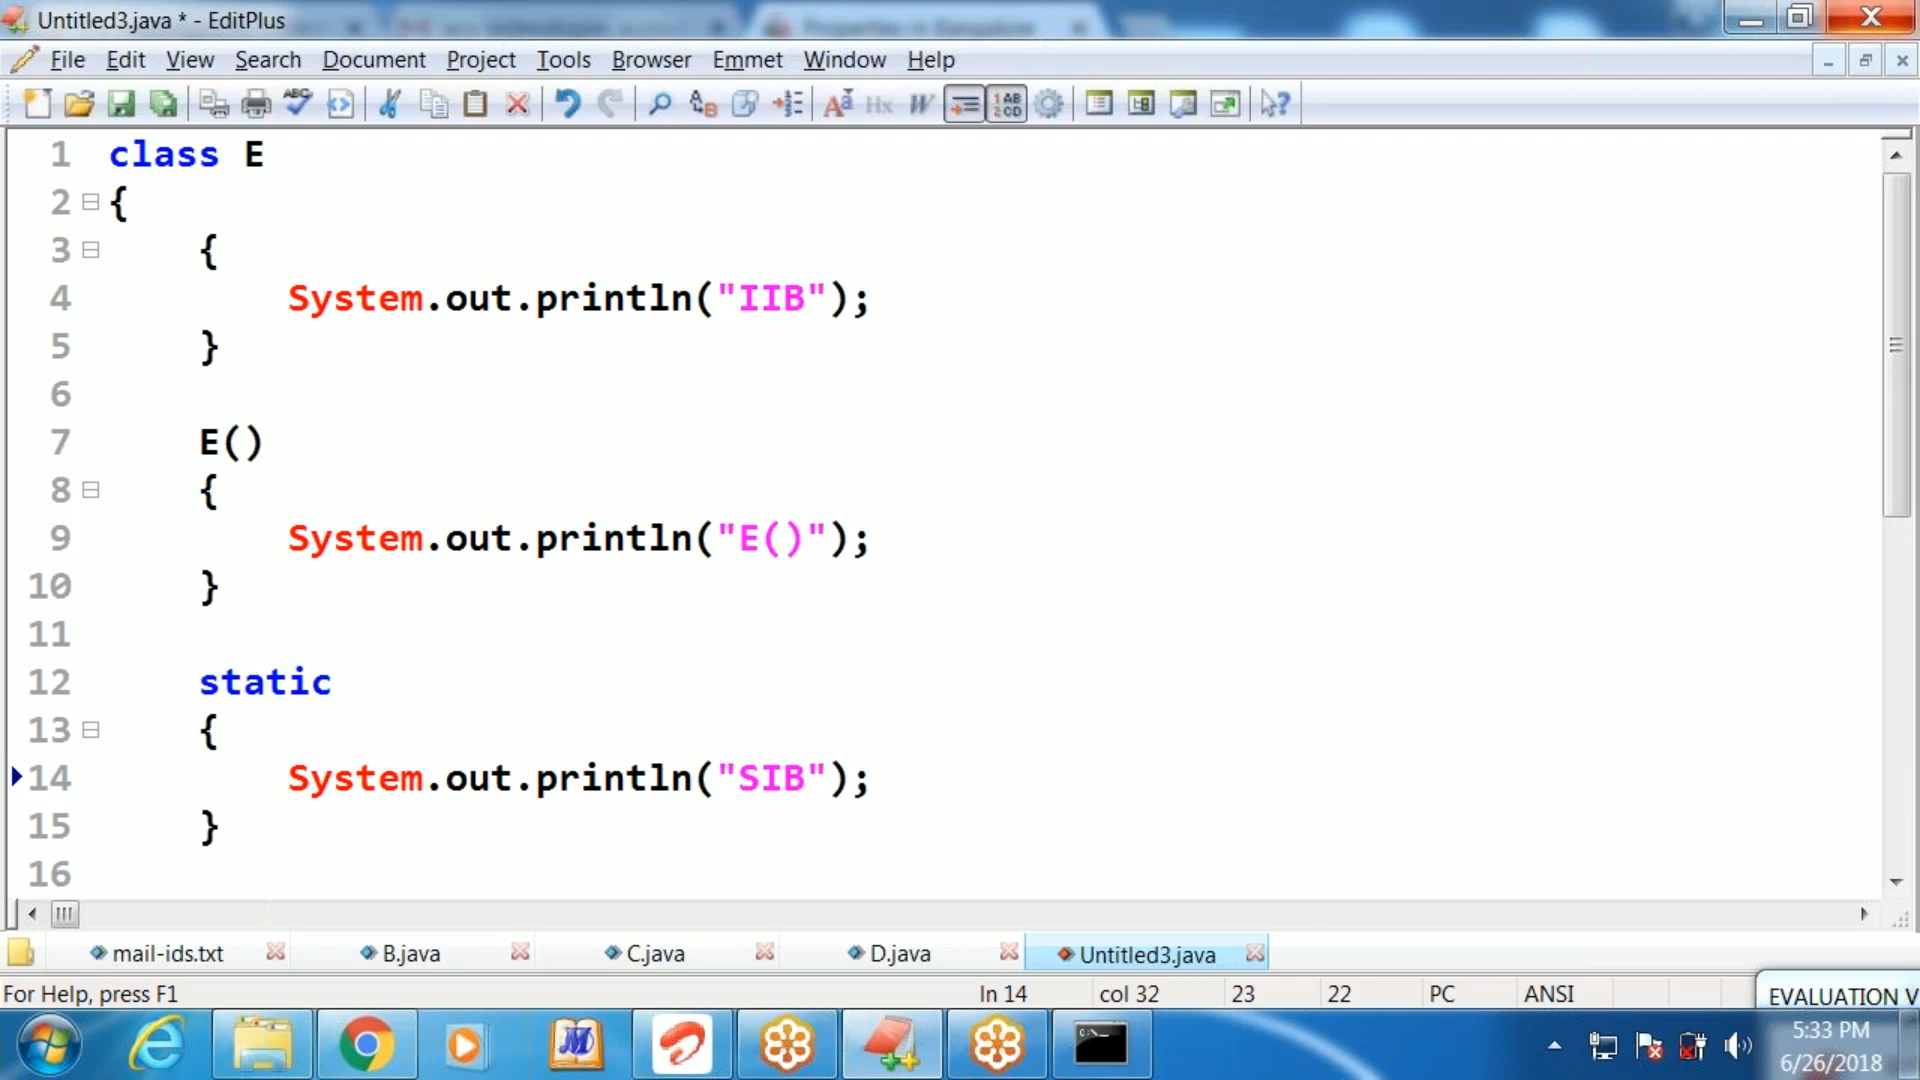 Untitled3.java * - EditPlus
File Edit View Search Document Project Tools Browser Emmet Window Help
1 class E
2 {
3 {
4 System.out.println("IIB");
5 }
6
7 E()
8 {
9 System.out.println("E()");
10 }
11
12 static
13 {
14 System.out.println("SIB");
15 }
16
mail-ids.txt B.java C.java D.java Untitled3.java
For Help, press F1 ln 14 col 32 23 22 PC ANSI
EVALUATION V
5:33 PM
6/26/2018